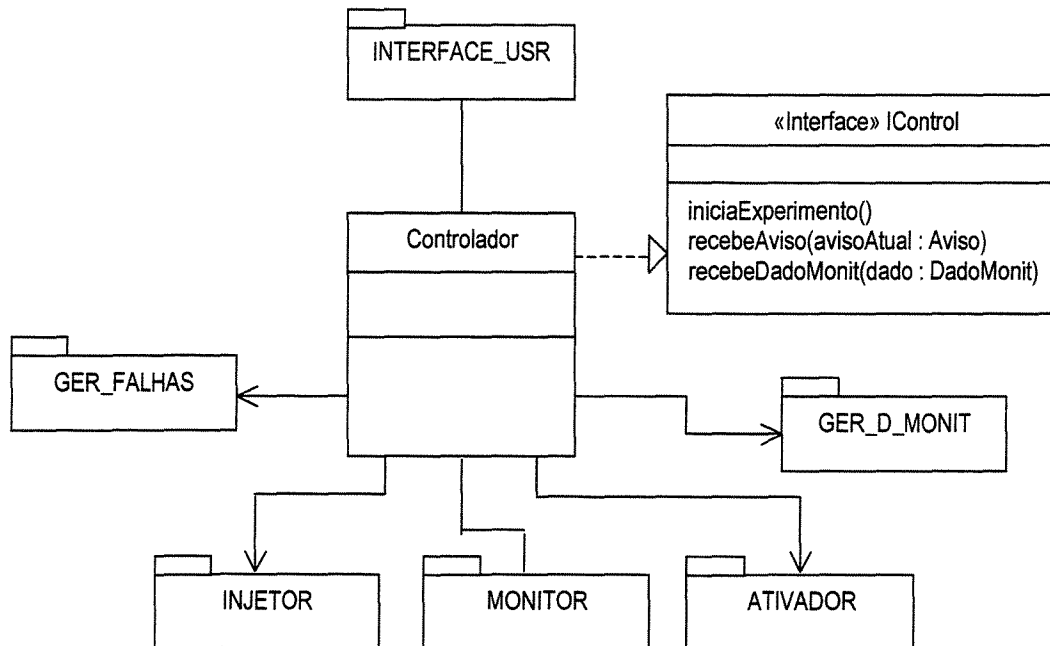 INTERFACE_USR
«Interface» IControl
iniciaExperimento()
recebeAviso(avisoAtual : Aviso)
recebeDadoMonit(dado : DadoMonit)
Controlador
GER_FALHAS
GER_D_MONIT
INJETOR
MONITOR
ATIVADOR